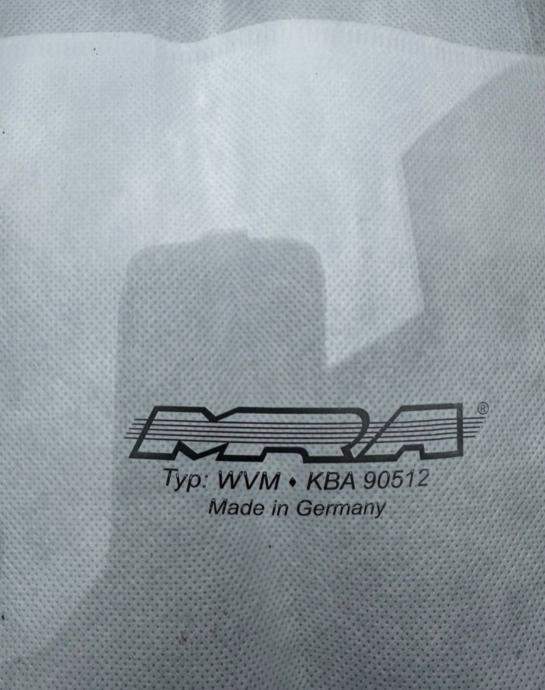 MRA®
Typ: WVM ♦ KBA 90512
Made in Germany